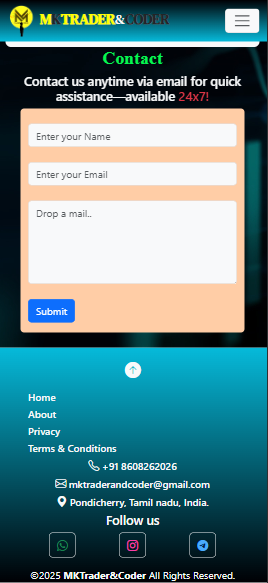 MKTRADER&CODER
Contact
Contact us anytime via email for quick
assistance—available 24x7!
Enter your Name
Enter your Email
Drop a mail..
Submit
Home
About
Privacy
Terms & Conditions
+91 8608262026
mktraderandcoder@gmail.com
Pondicherry, Tamil nadu, India.
Follow us
©2025 MKTrader&Coder All Rights Reserved.